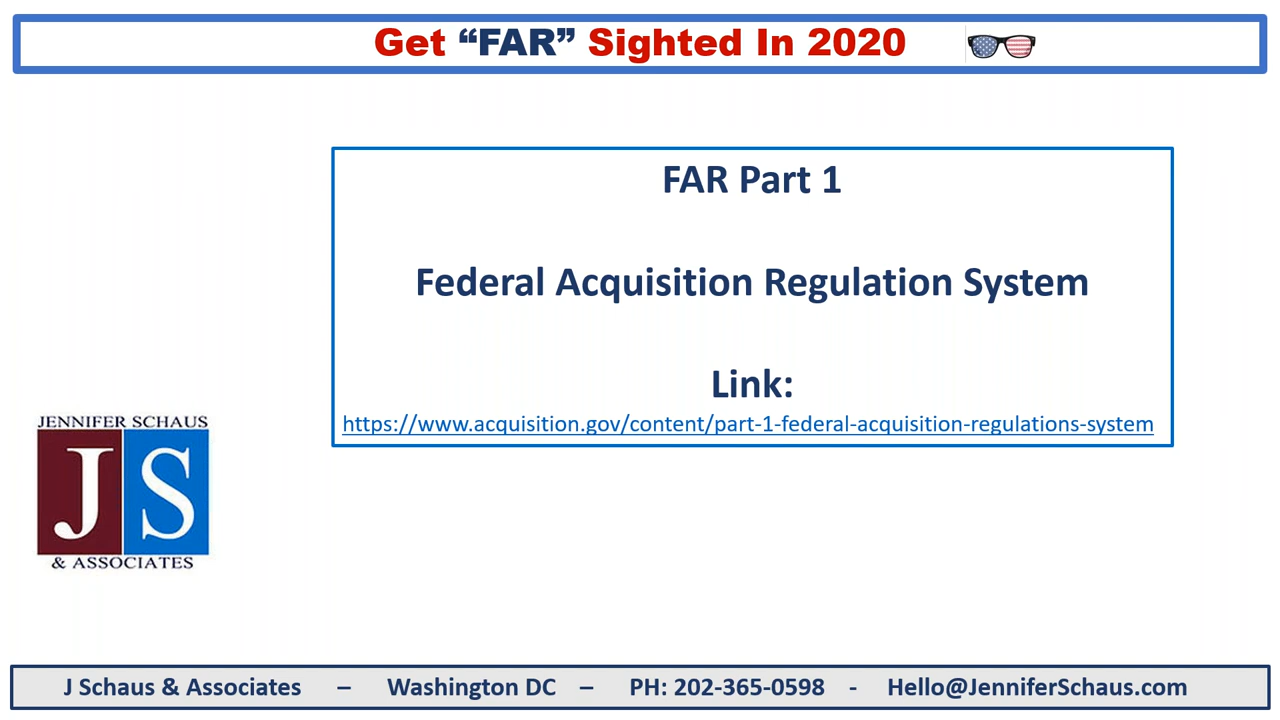 Get “FAR” Sighted In 2020
FAR Part 1
Federal Acquisition Regulation System
Link:
https://www.acquisition.gov/content/part-1-federal-acquisition-regulations-system
JENNIFER SCHAUS
JS
& ASSOCIATES
J Schaus & Associates – Washington DC – PH: 202-365-0598 - Hello@JenniferSchaus.com